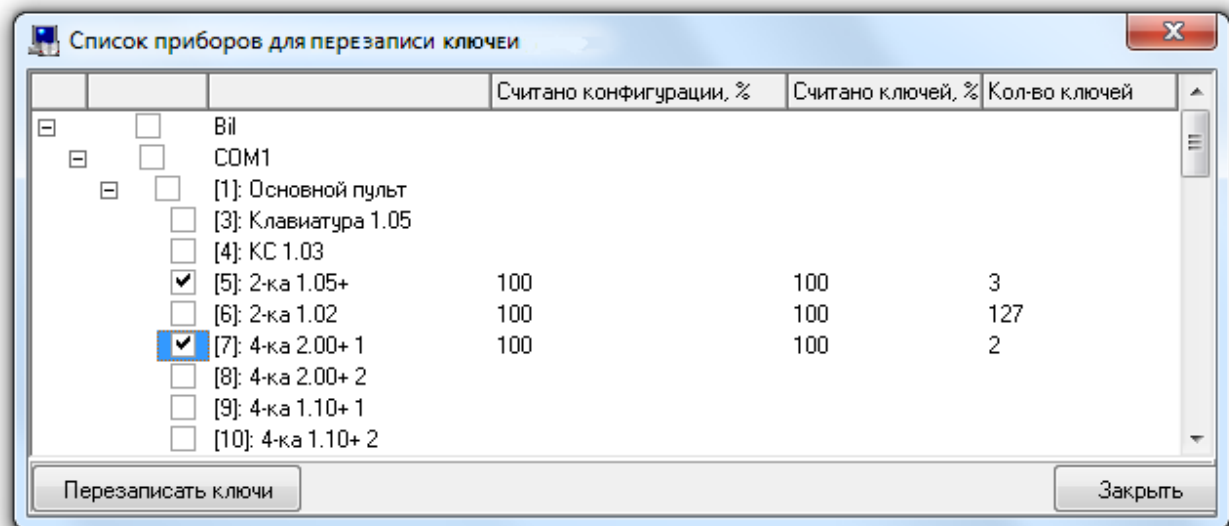 Список приборов для перезаписи ключеи
Считано конфигурации, % Считано ключей, % Кол-во ключей
Bil
COM1
[1]: Основной пульт
[3]: Клавиатура 1.05
[4]: КС 1.03
[5]: 2-ка 1.05+ 100 100 3
[6]: 2-ка 1.02 100 100 127
[7]: 4-ка 2.00+ 1 100 100 2
[8]: 4-ка 2.00+ 2
[9]: 4-ка 1.10+ 1
[10]: 4-ка 1.10+ 2
Перезаписать ключи Закрыть